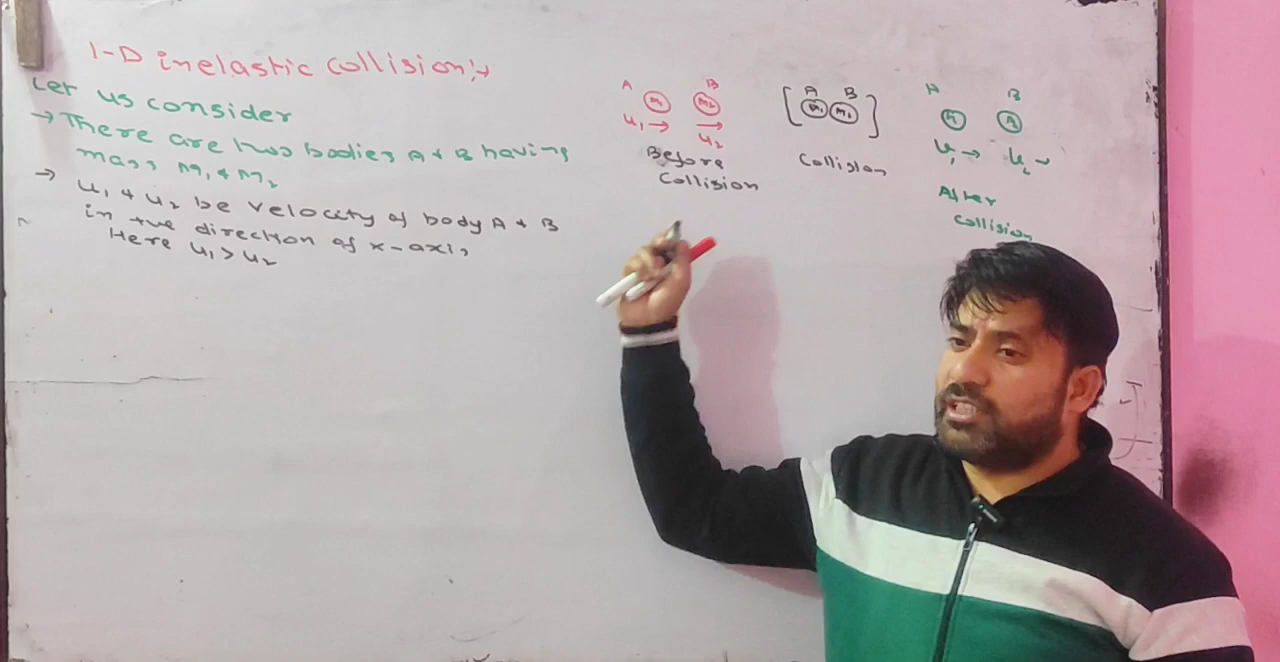 1-D inelastic collision:→
Let us consider
→ There are two bodies A & B having
mass m₁ & m₂
→ u₁ & u₂ be velocity of body A & B
in the direction of x-axis
Here u₁ > u₂
A B
m₁ m₂
u₁→ →
u₂
Before
Collision
A B
[m₁ m₂]
Collision
A B
→
After
Collision